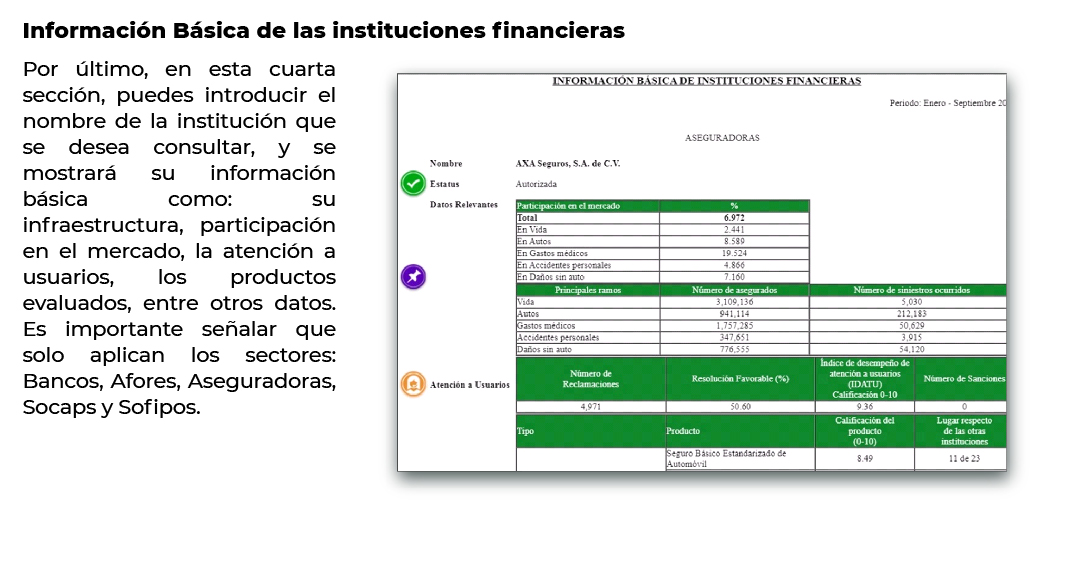 Información Básica de las instituciones financieras
Por último, en esta cuarta
sección, puedes introducir el
nombre de la institución que
se desea consultar, y se
mostrará su información
básica como: su
infraestructura, participación
en el mercado, la atención a
usuarios, los productos
evaluados, entre otros datos.
Es importante señalar que
solo aplican los sectores:
Bancos, Afores, Aseguradoras,
Socaps y Sofipos.
INFORMACIÓN BÁSICA DE INSTITUCIONES FINANCIERAS
Periodo: Enero - Septiembre 20
ASEGURADORAS
Nombre AXA Seguros, S.A. de C.V.
Estatus Autorizada
Datos Relevantes Participación en el mercado %
Total 6.972
En Vida 2.441
En Autos 8.589
En Gastos médicos 19.524
En Accidentes personales 4.866
En Daños sin auto 7.160
Principales ramos Número de asegurados Número de siniestros ocurridos
Vida 3,109,136 5,030
Autos 941,114 212,183
Gastos médicos 1,757,285 50,629
Accidentes personales 347,651 3,915
Daños sin auto 776,555 54,120
Atención a Usuarios
Número de
Reclamaciones
Resolución Favorable (%)
Índice de desempeño de
atención a usuarios
(IDATU)
Calificación 0-10
Número de Sanciones
4,971 50.60 9.36 0
Tipo
Producto
Calificación del
producto
(0-10)
Lugar respecto
de las otras
instituciones
Seguro Básico Estandarizado de
Automóvil
8.49 11 de 23